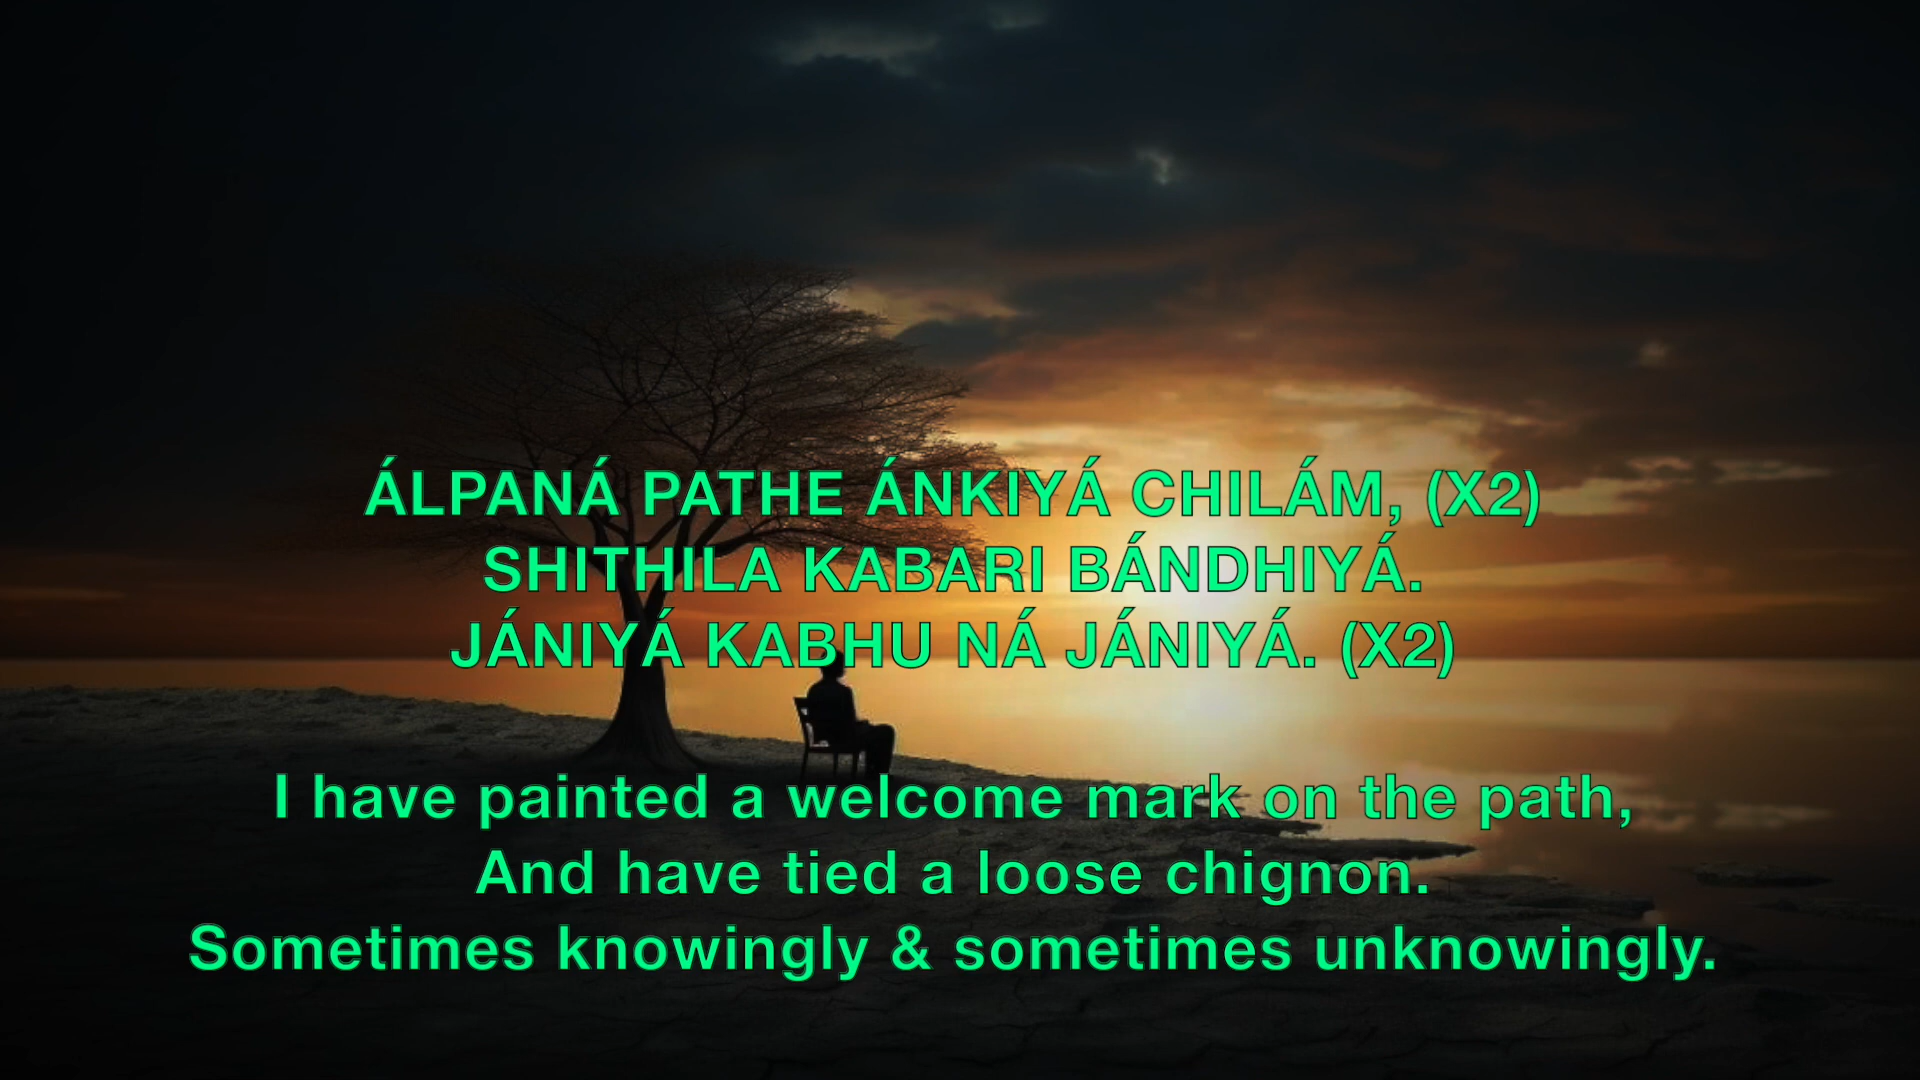 ÁLPANÁ PATHE ÁNKIYÁ CHILÁM, (X2)
SHITHILA KABARI BÁNDHIYÁ.
JÁNIYÁ KABHU NÁ JÁNIYÁ. (X2)
I have painted a welcome mark on the path,
And have tied a loose chignon.
Sometimes knowingly & sometimes unknowingly.